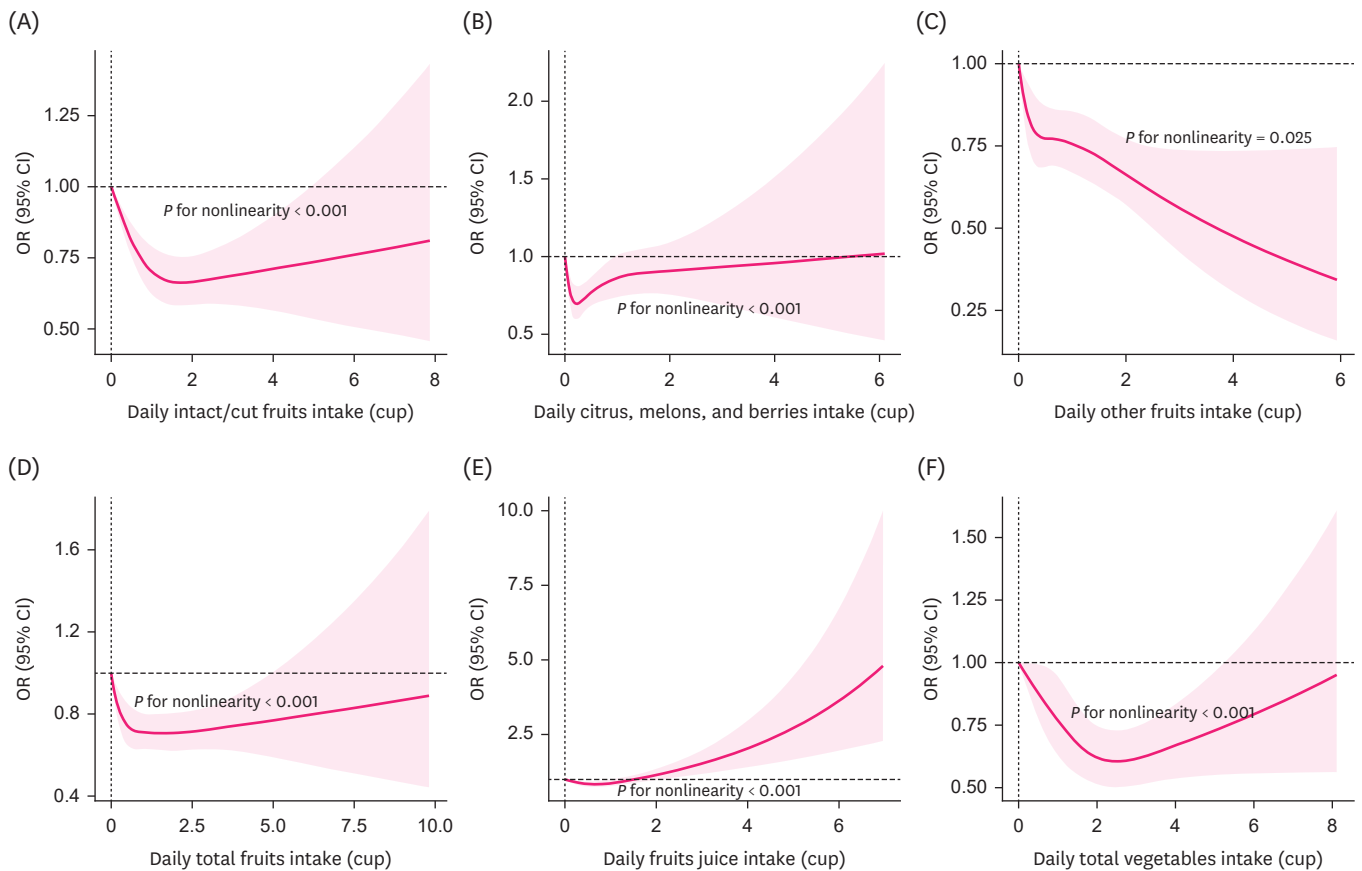 (A)
OR (95% CI)
1.25
1.00
0.75
0.50
P for nonlinearity < 0.001
0 2 4 6 8
Daily intact/cut fruits intake (cup)
(B)
OR (95% CI)
2.0
1.5
1.0
0.5
P for nonlinearity < 0.001
0 2 4 6
Daily citrus, melons, and berries intake (cup)
(C)
OR (95% CI)
1.00
0.75
0.50
0.25
P for nonlinearity = 0.025
0 2 4 6
Daily other fruits intake (cup)
(D)
OR (95% CI)
1.6
1.2
0.8
0.4
P for nonlinearity < 0.001
0 2.5 5.0 7.5 10.0
Daily total fruits intake (cup)
(E)
OR (95% CI)
10.0
7.5
5.0
2.5
P for nonlinearity < 0.001
0 2 4 6
Daily fruits juice intake (cup)
(F)
OR (95% CI)
1.50
1.25
1.00
0.75
0.50
P for nonlinearity < 0.001
0 2 4 6 8
Daily total vegetables intake (cup)